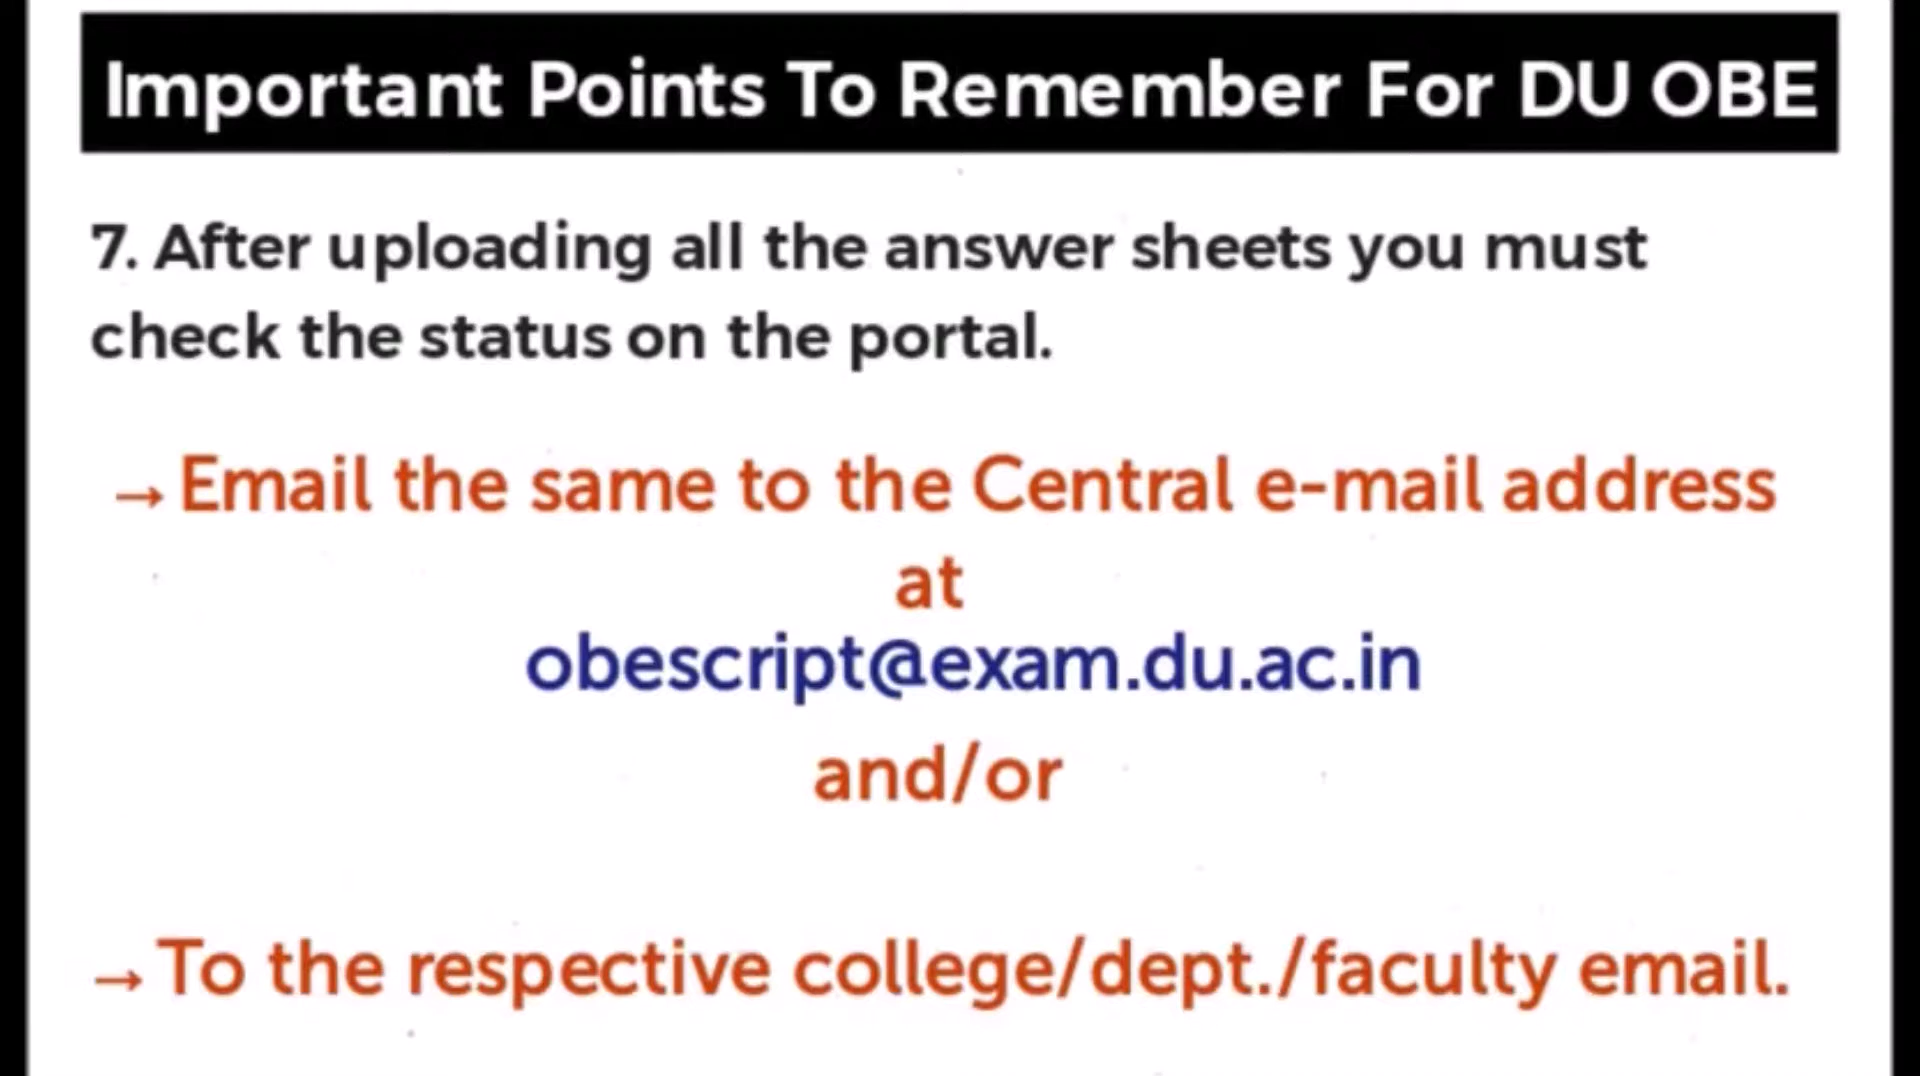 Important Points To Remember For DU OBE
7. After uploading all the answer sheets you must
check the status on the portal.
→Email the same to the Central e-mail address
at
obescript@exam.du.ac.in
and/or
→To the respective college/dept./faculty email.